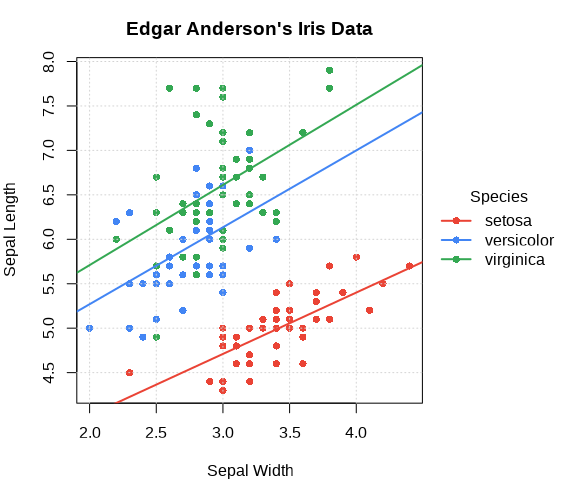 Edgar Anderson's Iris Data
Sepal Length
8.0
7.5
7.0
6.5
6.0
5.5
5.0
4.5
2.0 2.5 3.0 3.5 4.0
Sepal Width
Species
setosa
versicolor
virginica